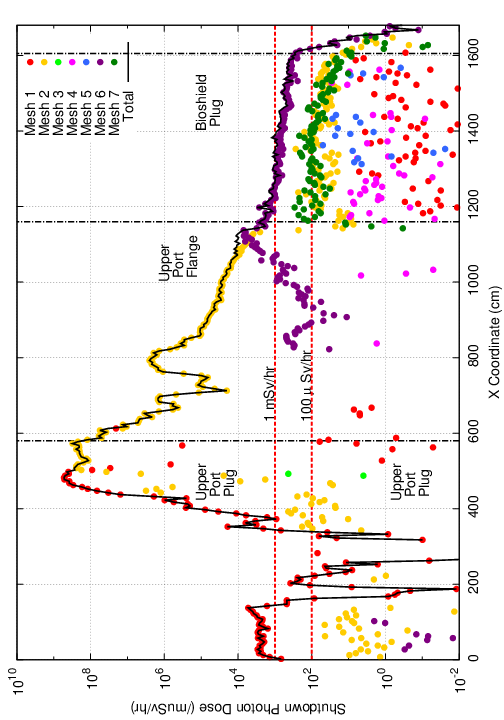 Shutdown Photon Dose (/muSv/hr)
10^10
10^8
10^6
10^4
10^2
10^0
10^-2
Mesh 1
Mesh 2
Mesh 3
Mesh 4
Mesh 5
Mesh 6
Mesh 7
Total
Bioshield
Plug
Upper
Port
Flange
Upper
Port
Plug
Upper
Port
Plug
1 mSv/hr
100 μ Sv/hr
0
200
400
600
800
1000
1200
1400
1600
X Coordinate (cm)